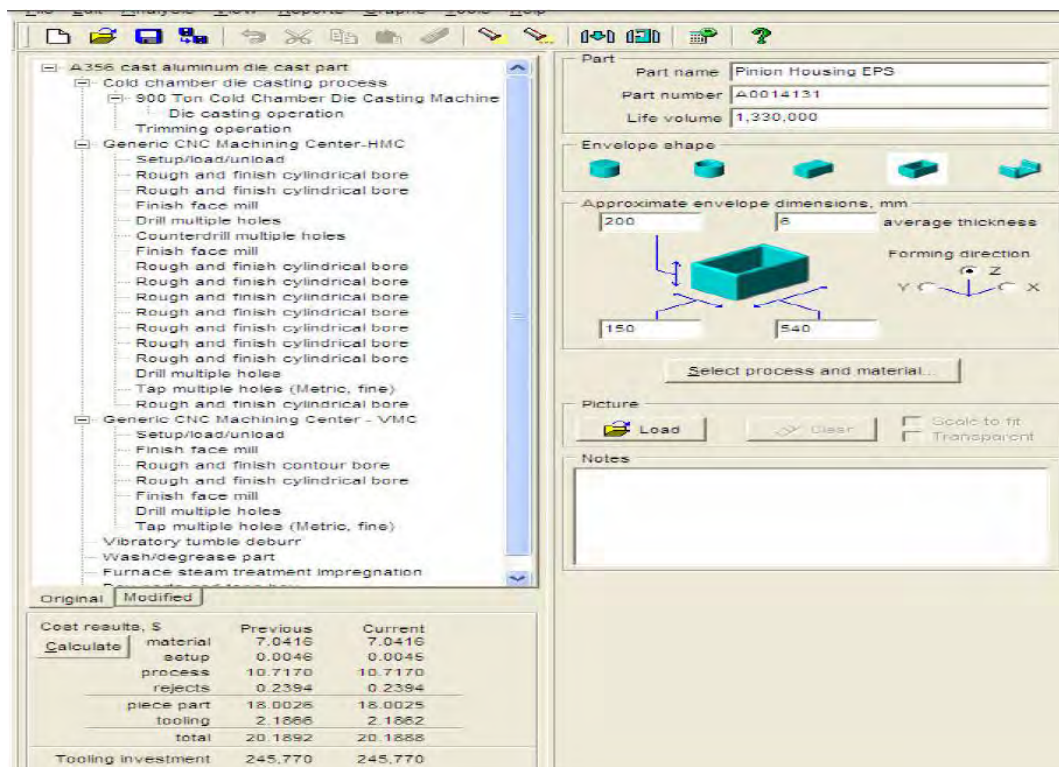 File Edit Analysis View Reports Graphs Tools Help
A356 cast aluminum die cast part
Cold chamber die casting process
900 Ton Cold Chamber Die Casting Machine
Die casting operation
Trimming operation
Generic CNC Machining Center-HMC
Setup/load/unload
Rough and finish cylindrical bore
Rough and finish cylindrical bore
Finish face mill
Drill multiple holes
Counterdrill multiple holes
Finish face mill
Rough and finish cylindrical bore
Rough and finish cylindrical bore
Rough and finish cylindrical bore
Rough and finish cylindrical bore
Rough and finish cylindrical bore
Rough and finish cylindrical bore
Rough and finish cylindrical bore
Drill multiple holes
Tap multiple holes (Metric, fine)
Rough and finish cylindrical bore
Generic CNC Machining Center - VMC
Setup/load/unload
Finish face mill
Rough and finish contour bore
Rough and finish cylindrical bore
Finish face mill
Drill multiple holes
Tap multiple holes (Metric, fine)
Vibratory tumble deburr
Wash/degrease part
Furnace steam treatment impregnation
Original Modified
Cost results, $ Previous Current
Calculate material 7.0416 7.0416
setup 0.0046 0.0045
process 10.7170 10.7170
rejects 0.2394 0.2394
piece part 18.0026 18.0025
tooling 2.1866 2.1862
total 20.1892 20.1888
Tooling investment 245,770 245,770
Part
Part name Pinion Housing EPS
Part number A0014131
Life volume 1,330,000
Envelope shape
Approximate envelope dimensions, mm
200 6 average thickness
Forming direction
Z
Y X
150 540
Select process and material...
Picture
Load Clear Scale to fit
Transparent
Notes